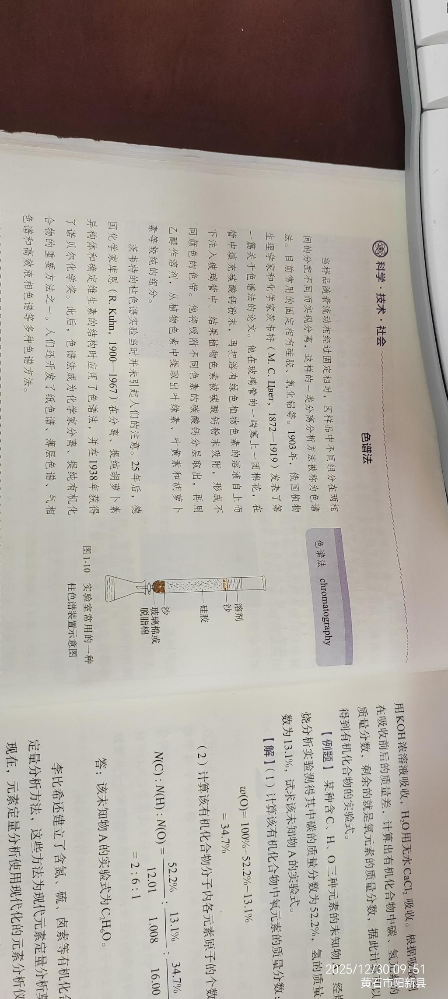 科学·技术·社会
色谱法
当样品随着流动相经过固定相时，因样品中不同组分在两相
间的分配不同而实现分离，这样的一类分离分析方法被称为色谱
法。目前常用的固定相有硅胶、氧化铝等。1903年，俄国植物
生理学家和化学家茨韦特（M. C. Цвет，1872—1919）发表了第
一篇关于色谱法的论文。他在玻璃管的一端塞上一团棉花，在
管中填充碳酸钙粉末，再把溶有绿色植物色素的溶液自上而
下注入玻璃管中。结果植物色素被碳酸钙粉末吸附，形成不
同颜色的色带。他将吸附不同色素的碳酸钙分层取出，再用
乙醇作溶剂，从植物色素中提取出叶绿素、叶黄素和胡萝卜
素等较纯的组分。
茨韦特的柱色谱实验当时并未引起人们的注意。25年后，德
国化学家库恩（R. Kuhn，1900—1967）在分离、提纯胡萝卜素
异构体和确定维生素的结构时应用了色谱法，并在1938年获得
了诺贝尔化学奖。此后，色谱法成为化学家分离、提纯有机化
合物的重要方法之一。人们还开发了纸色谱、薄层色谱、气相
色谱和高效液相色谱等多种色谱方法。
色谱法 chromatography
溶剂
沙
硅胶
沙
玻璃棉或
脱脂棉
图1-10 实验室常用的一种
柱色谱装置示意图
用KOH浓溶液吸收，H₂O用无水CaCl₂吸收。根据吸收
在吸收前后的质量差，计算出有机化合物中碳、氢元素的
质量分数，剩余的就是氧元素的质量分数，据此计算可以
得到有机化合物的实验式。
【例题】 某种含C、H、O三种元素的未知物A，经燃
烧分析实验测得其中碳的质量分数为52.2%，氢的质量
数为13.1%，试求该未知物A的实验式。
【解】（1）计算该有机化合物中氧元素的质量分数：
w(O)=100%−52.2%−13.1%
=34.7%
（2）计算该有机化合物分子内各元素原子的个数
N(C) : N(H) : N(O) = 52.2%/12.01 : 13.1%/1.008 : 34.7%/16.00
= 2 : 6 : 1
答：该未知物A的实验式为C₂H₆O。
李比希还建立了含氮、硫、卤素等有机化合
定量分析方法，这些方法为现代元素定量分析奠
现在，元素定量分析使用现代化的元素分析仪
2025/12/30 09:51
黄石市阳新县